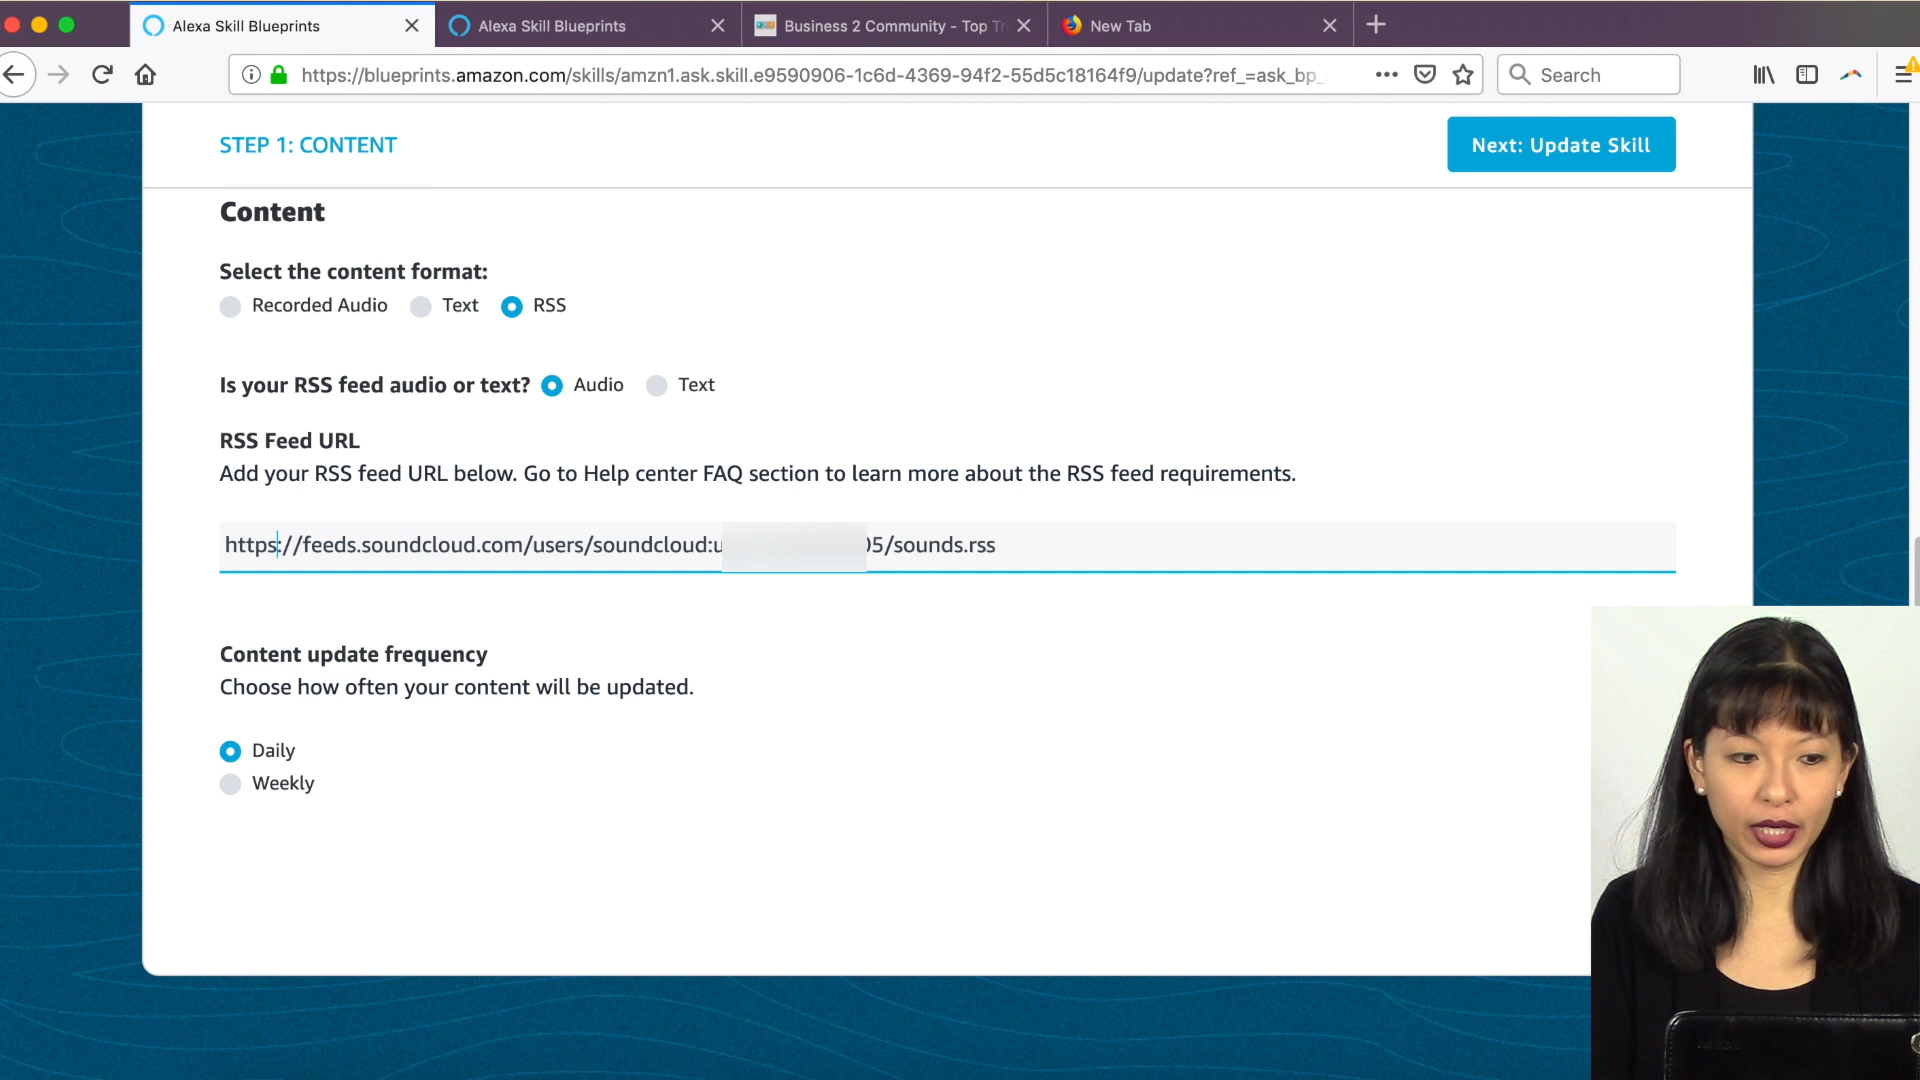 Alexa Skill Blueprints
Alexa Skill Blueprints
Business 2 Community - Top Tr
New Tab
https://blueprints.amazon.com/skills/amzn1.ask.skill.e9590906-1c6d-4369-94f2-55d5c18164f9/update?ref_=ask_bp_
Search
STEP 1: CONTENT
Next: Update Skill
Content
Select the content format:
Recorded Audio Text RSS
Is your RSS feed audio or text? Audio Text
RSS Feed URL
Add your RSS feed URL below. Go to Help center FAQ section to learn more about the RSS feed requirements.
https://feeds.soundcloud.com/users/soundcloud:u 05/sounds.rss
Content update frequency
Choose how often your content will be updated.
Daily
Weekly